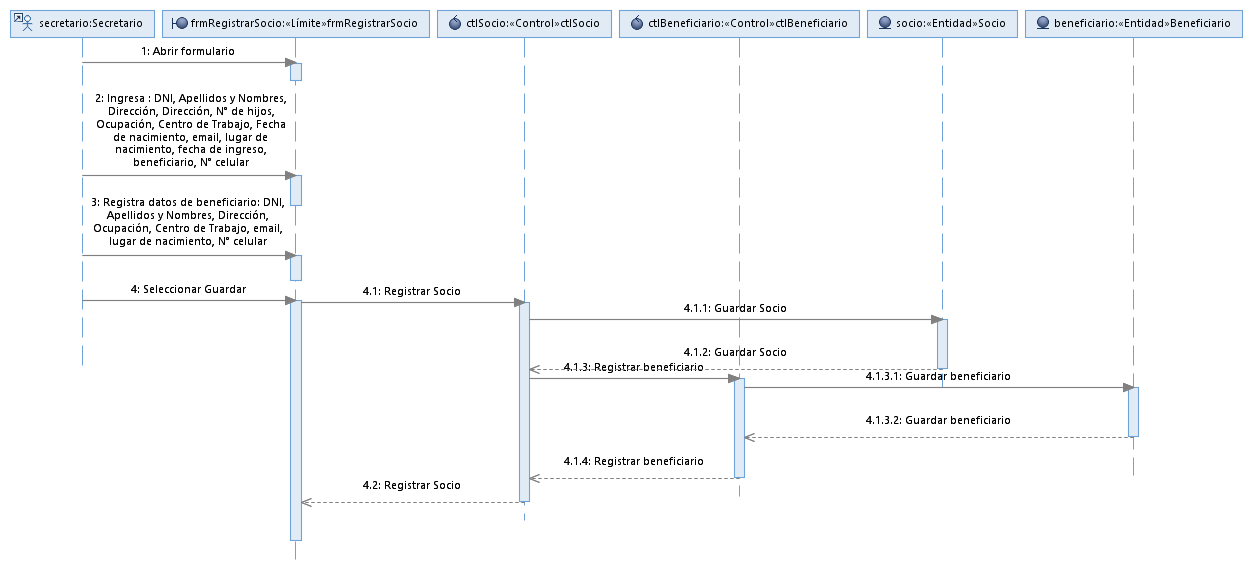 secretario:Secretario
frmRegistrarSocio:«Límite»frmRegistrarSocio
ctlSocio:«Control»ctlSocio
ctlBeneficiario:«Control»ctlBeneficiario
socio:«Entidad»Socio
beneficiario:«Entidad»Beneficiario
1: Abrir formulario
2: Ingresa : DNI, Apellidos y Nombres,
Dirección, Dirección, N° de hijos,
Ocupación, Centro de Trabajo, Fecha
de nacimiento, email, lugar de
nacimiento, fecha de ingreso,
beneficiario, N° celular
3: Registra datos de beneficiario: DNI,
Apellidos y Nombres, Dirección,
Ocupación, Centro de Trabajo, email,
lugar de nacimiento, N° celular
4: Seleccionar Guardar
4.1: Registrar Socio
4.1.1: Guardar Socio
4.1.2: Guardar Socio
4.1.3: Registrar beneficiario
4.1.3.1: Guardar beneficiario
4.1.3.2: Guardar beneficiario
4.1.4: Registrar beneficiario
4.2: Registrar Socio